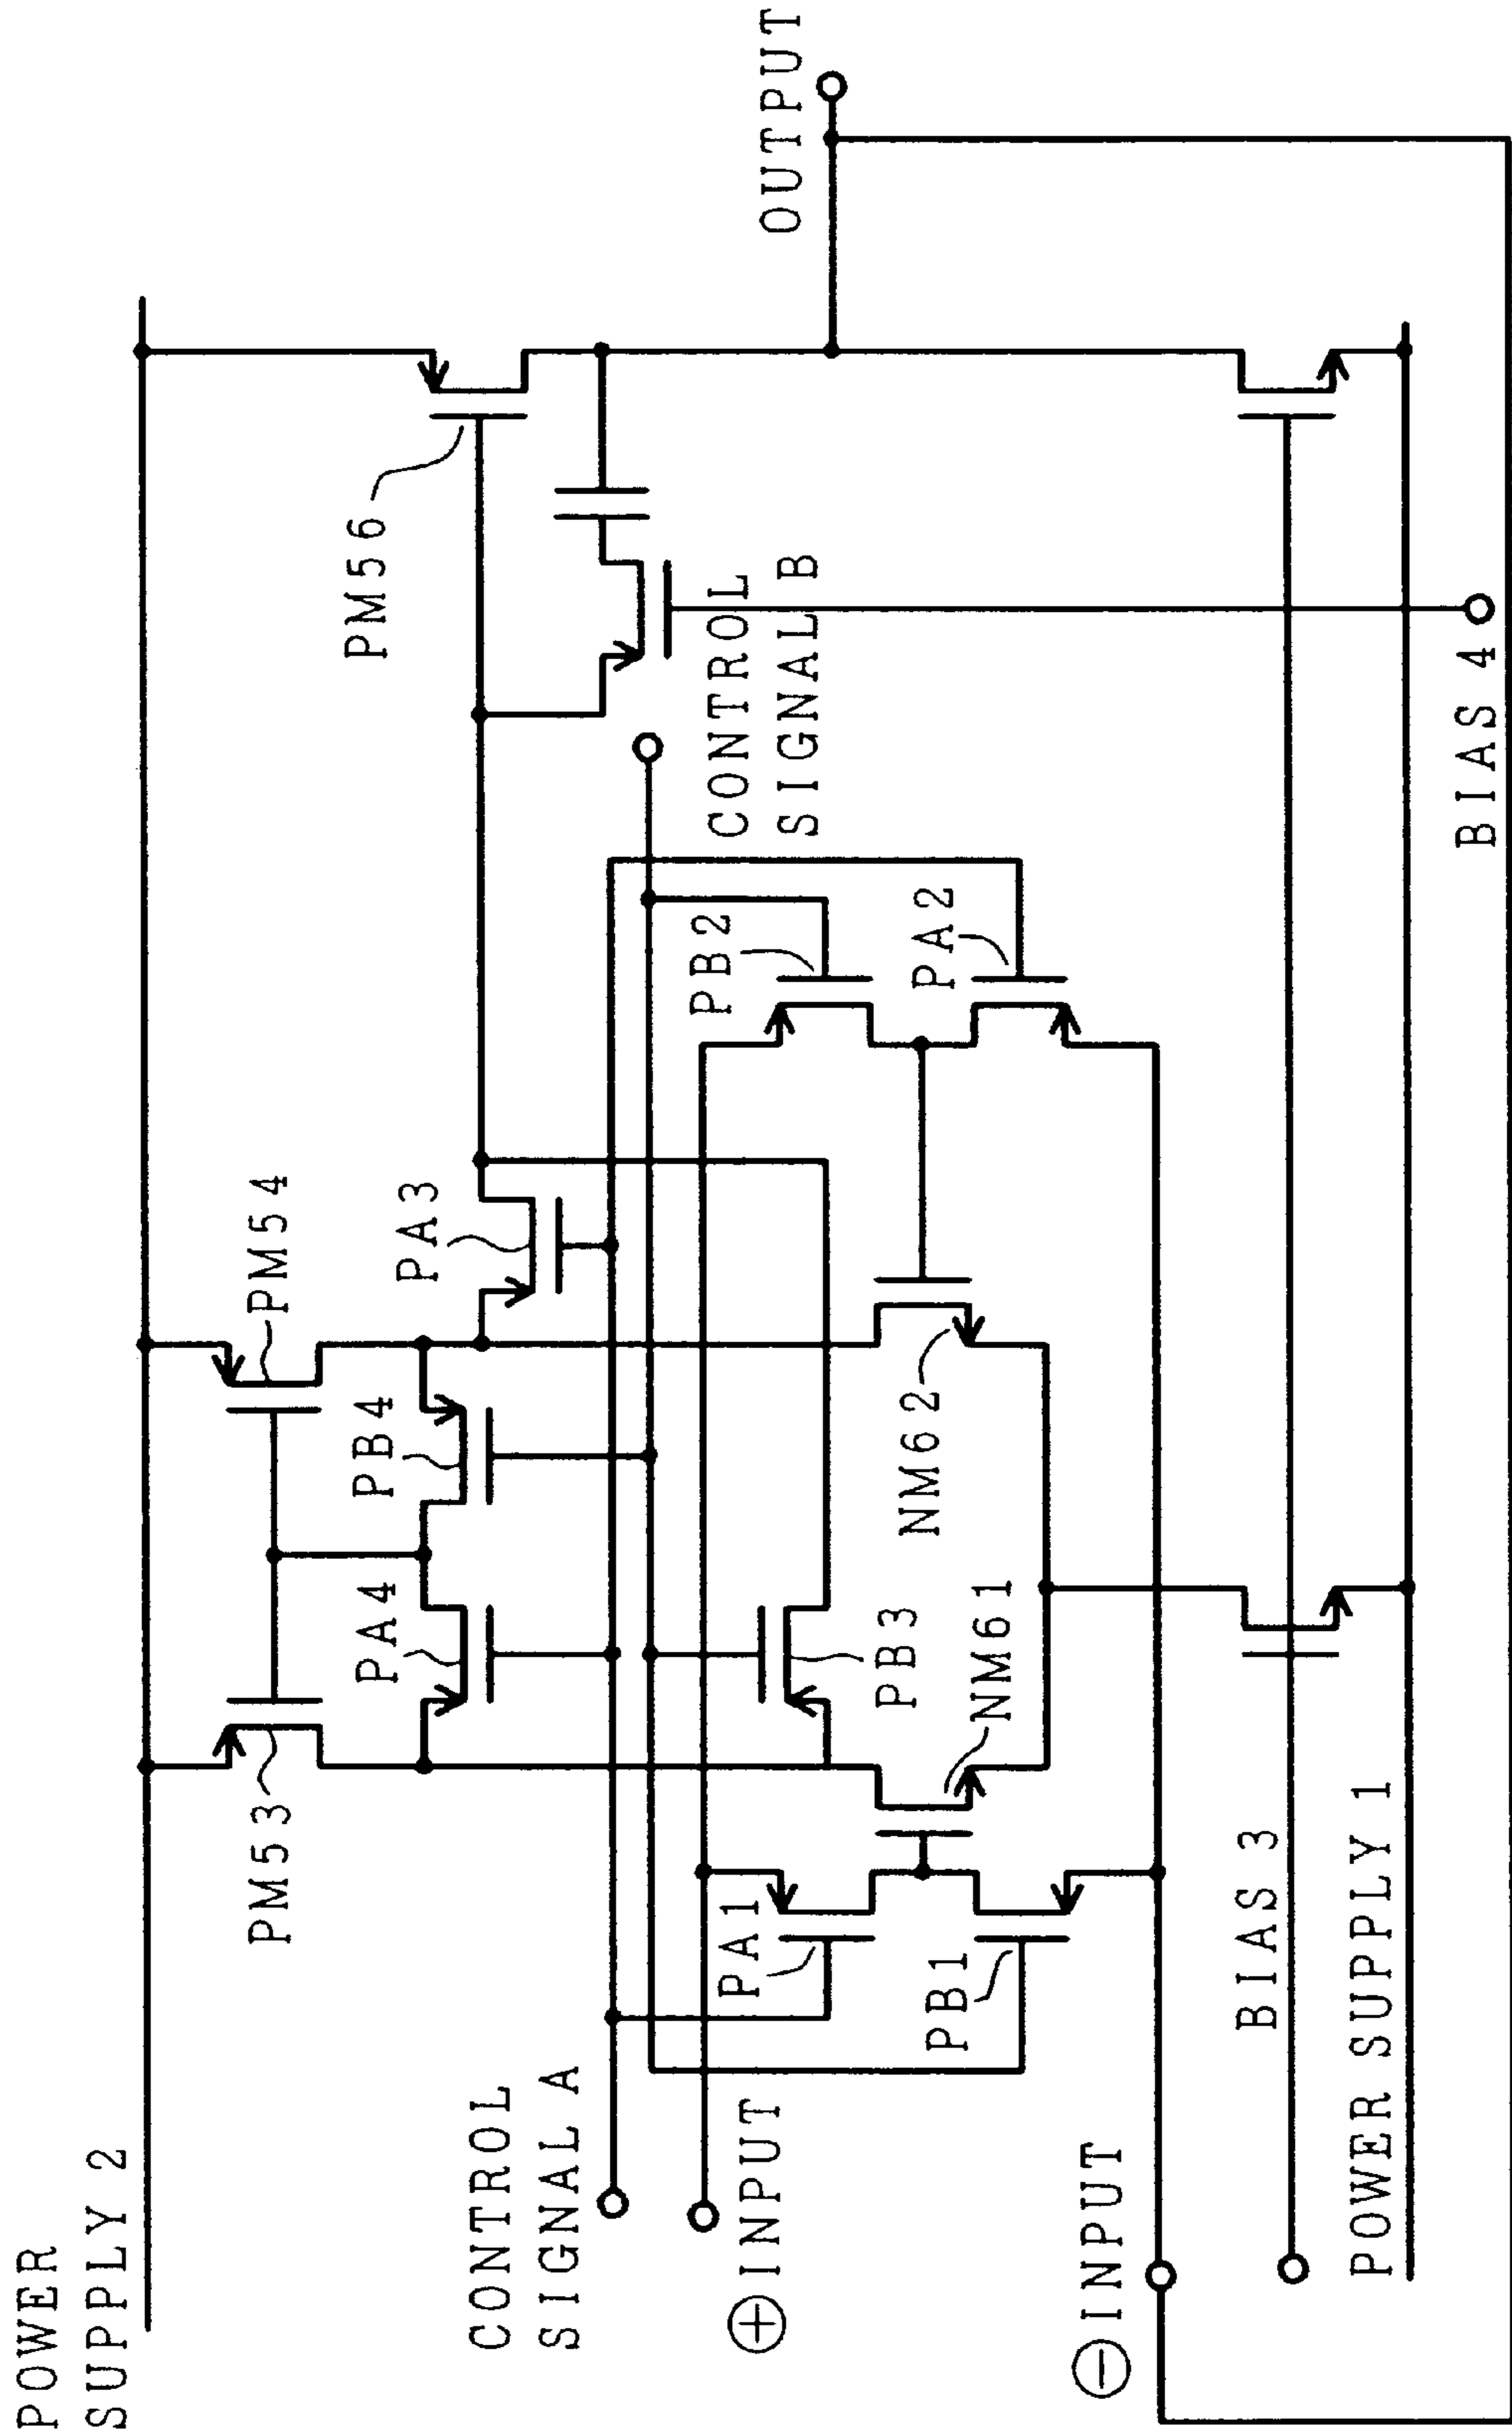 POWER
SUPPLY 2
PM53
PM54
PA4
PB4
PA3
PM56
OUTPUT
CONTROL
SIGNAL A
CONTROL
SIGNAL B
⊕ INPUT
PA1
PB1
PB3
PB2
PA2
NM61
NM62
⊖ INPUT
BIAS 3
POWER SUPPLY 1
BIAS 4